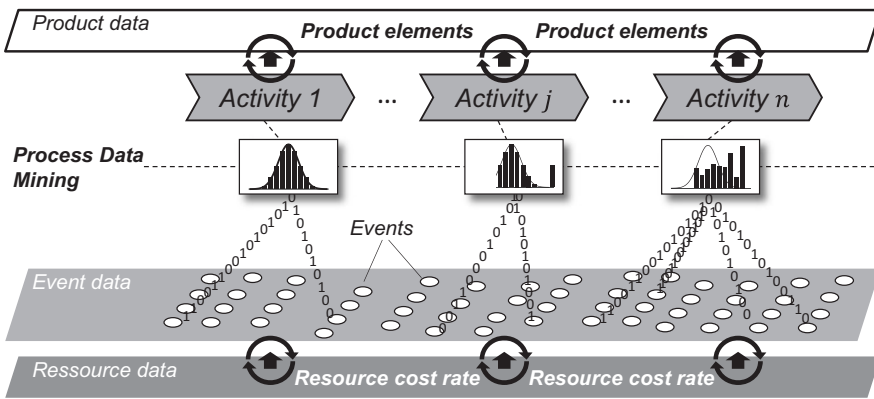 Product data
Product elements Product elements
Activity 1 ... Activity j ... Activity n
Process Data
Mining
Events
Event data
Ressource data
Resource cost rate Resource cost rate